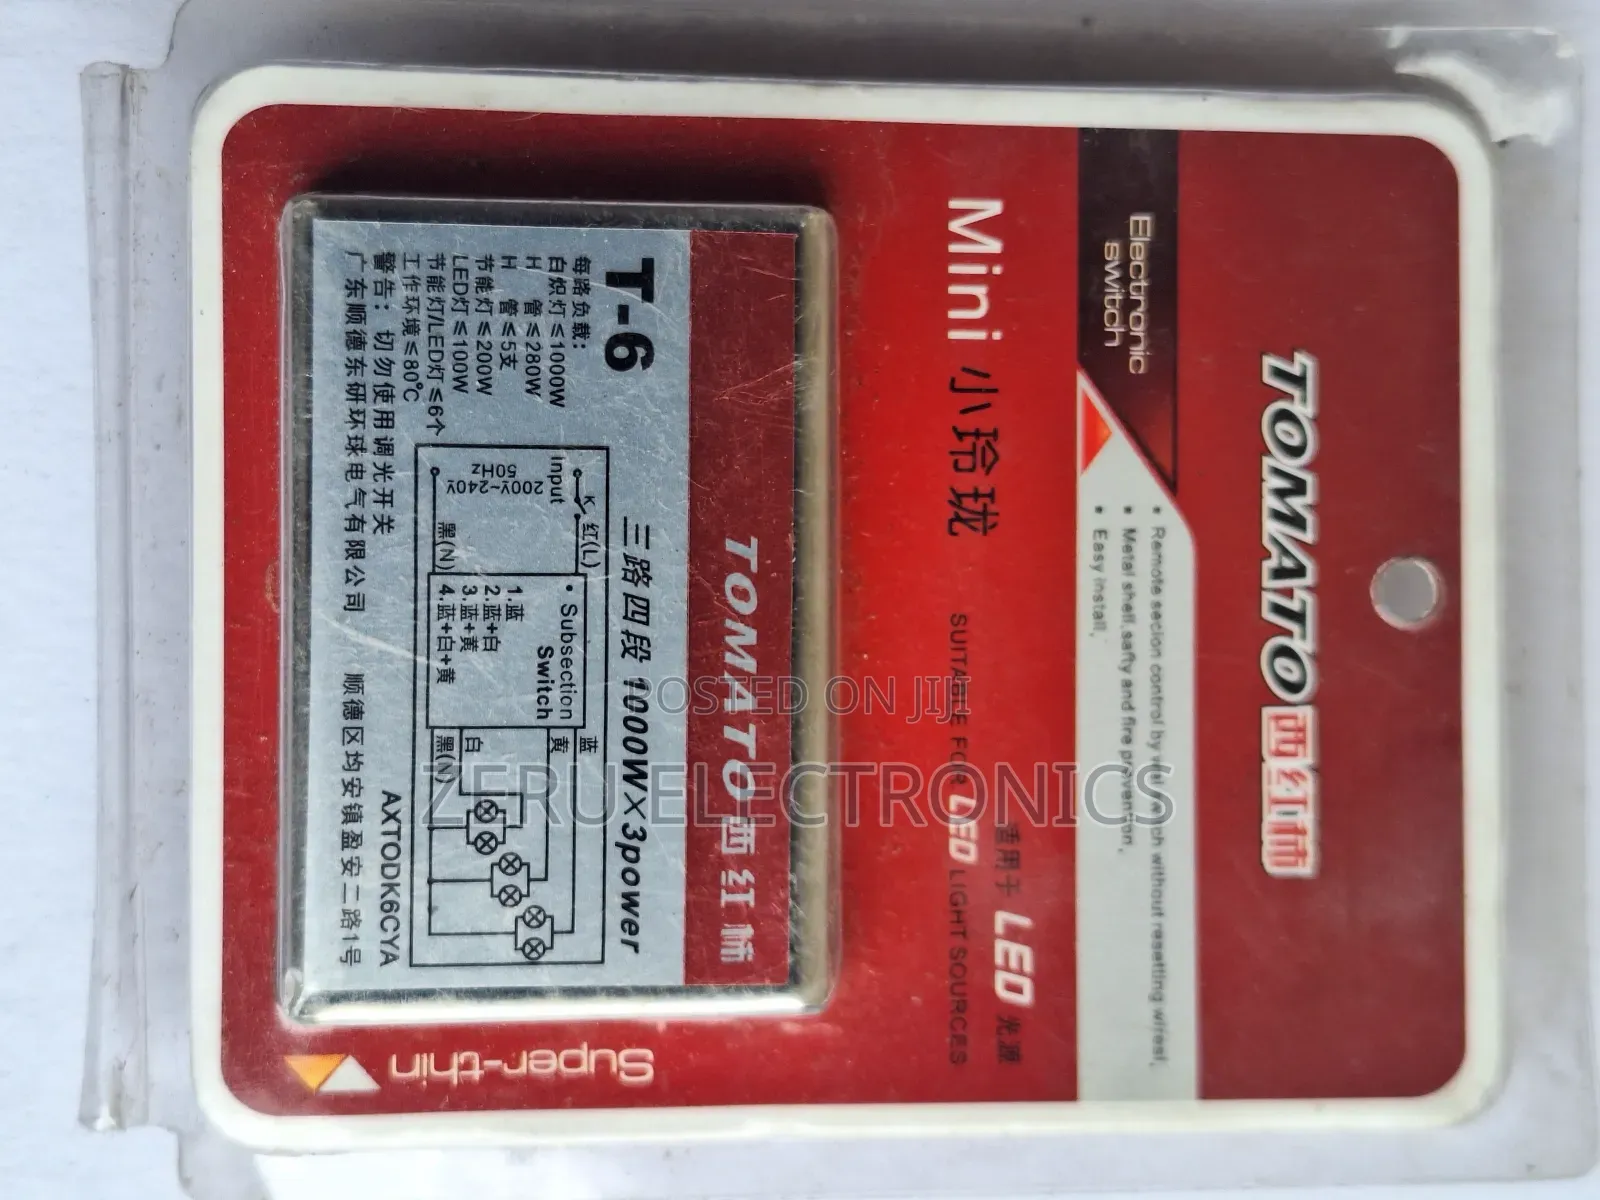 TOMATO西红柿
Electronic
switch
• Remote secion control by wall swich without resetting wires!,
• Metal shell,safty and fire prevention,
• Easy install,
Mini 小玲珑
适用于 LED 光源
SUITABLE FOR LED LIGHT SOURCES
TOMATO西红柿
T-6
三路四段 1000W×3power
每路负载:
白炽灯≤1000W
H 管≤280W
H 管≤5支
节能灯≤200W
LED灯≤100W
节能灯/LED灯≤6个
工作环境≤80℃
警告: 切勿使用调光开关
广东顺德东研环球电气有限公司 顺德区均安镇盈安二路1号
K
红(L)
input
200V~240V
50HZ
黑(N)
• Subsection
Switch
1.蓝
2.蓝+白
3.蓝+黄
4.蓝+白+黄
蓝
黄
白
黑(N)
AXTODK6CYA
Super-thin
POSTED ON JIJI
ZERU ELECTRONICS